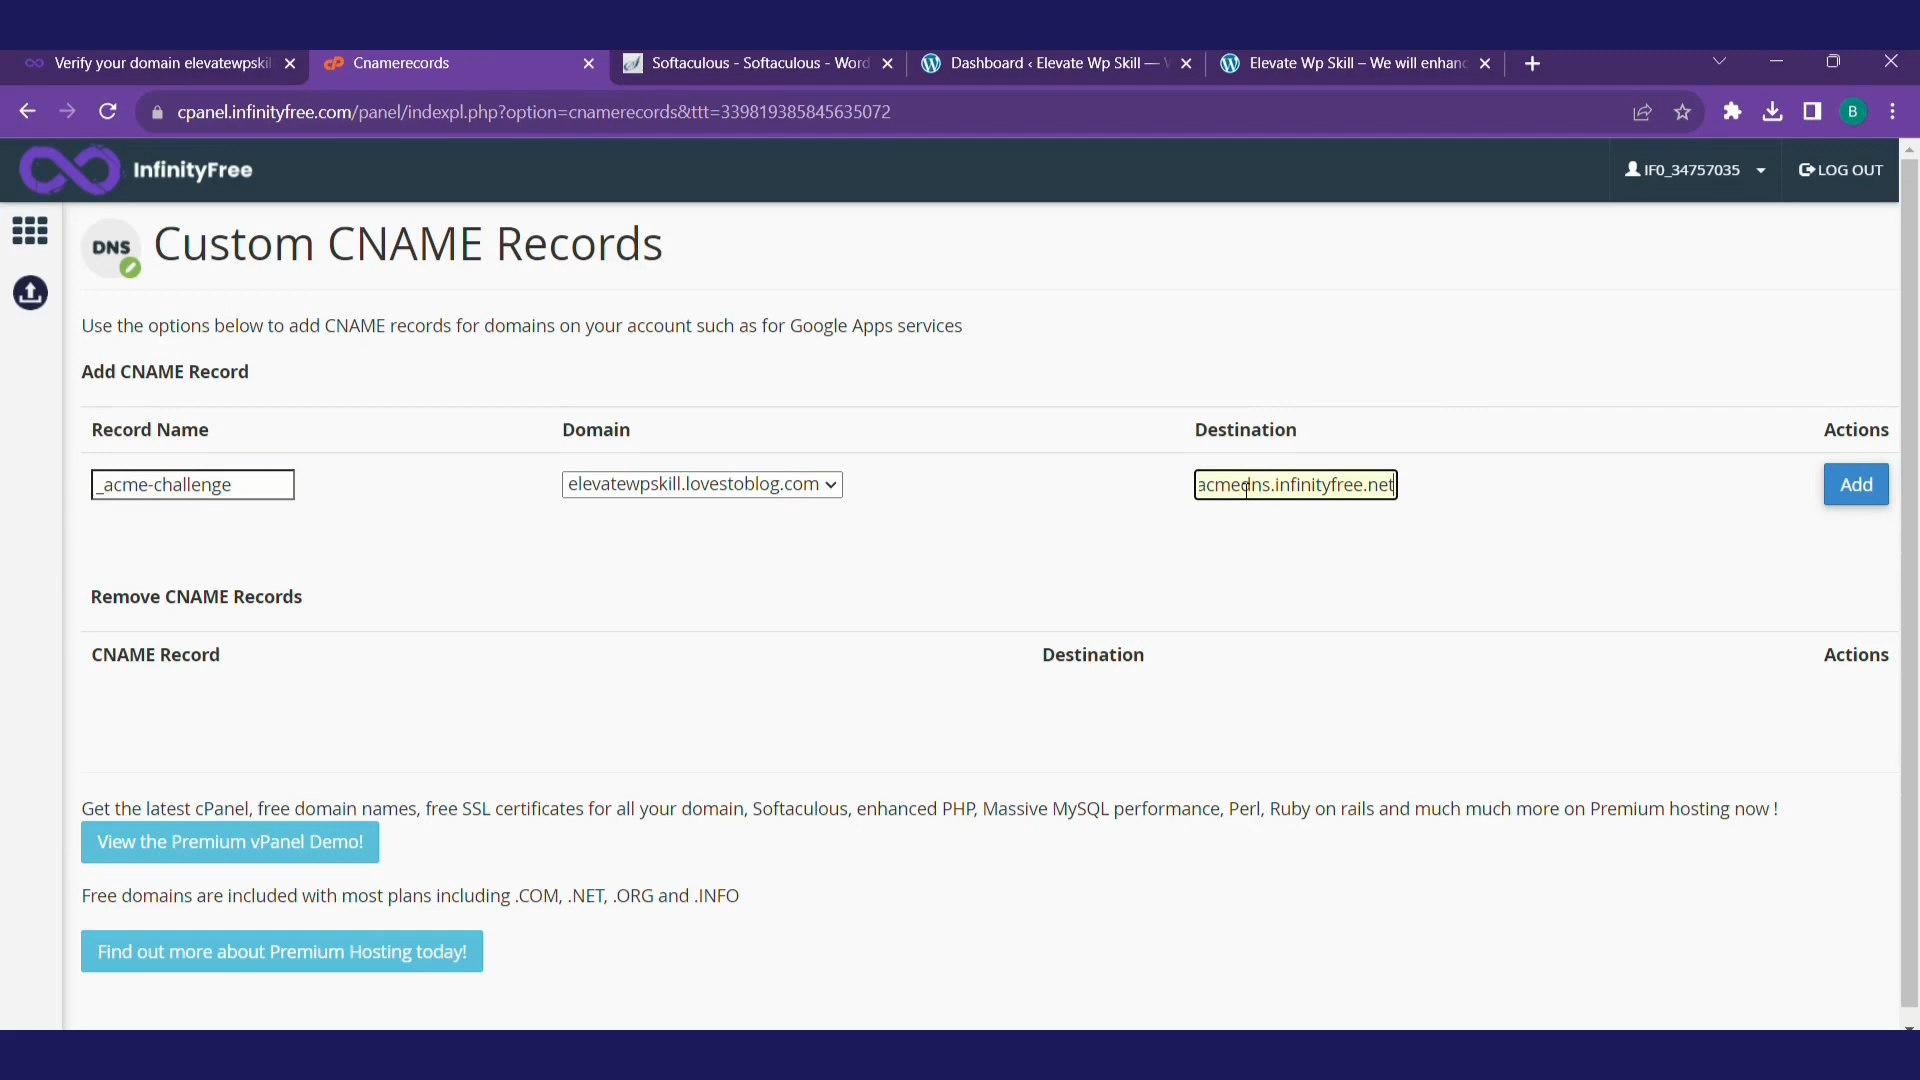 Verify your domain elevatewpskil
Cnamerecords
Softaculous - Softaculous - Word
Dashboard ‹ Elevate Wp Skill —
Elevate Wp Skill – We will enhanc
cpanel.infinityfree.com/panel/indexpl.php?option=cnamerecords&ttt=339819385845635072
B
InfinityFree
IF0_34757035
LOG OUT
DNS
Custom CNAME Records
Use the options below to add CNAME records for domains on your account such as for Google Apps services
Add CNAME Record
Record Name Domain Destination Actions
_acme-challenge elevatewpskill.lovestoblog.com acmedns.infinityfree.net Add
Remove CNAME Records
CNAME Record Destination Actions
Get the latest cPanel, free domain names, free SSL certificates for all your domain, Softaculous, enhanced PHP, Massive MySQL performance, Perl, Ruby on rails and much much more on Premium hosting now !
View the Premium vPanel Demo!
Free domains are included with most plans including .COM, .NET, .ORG and .INFO
Find out more about Premium Hosting today!